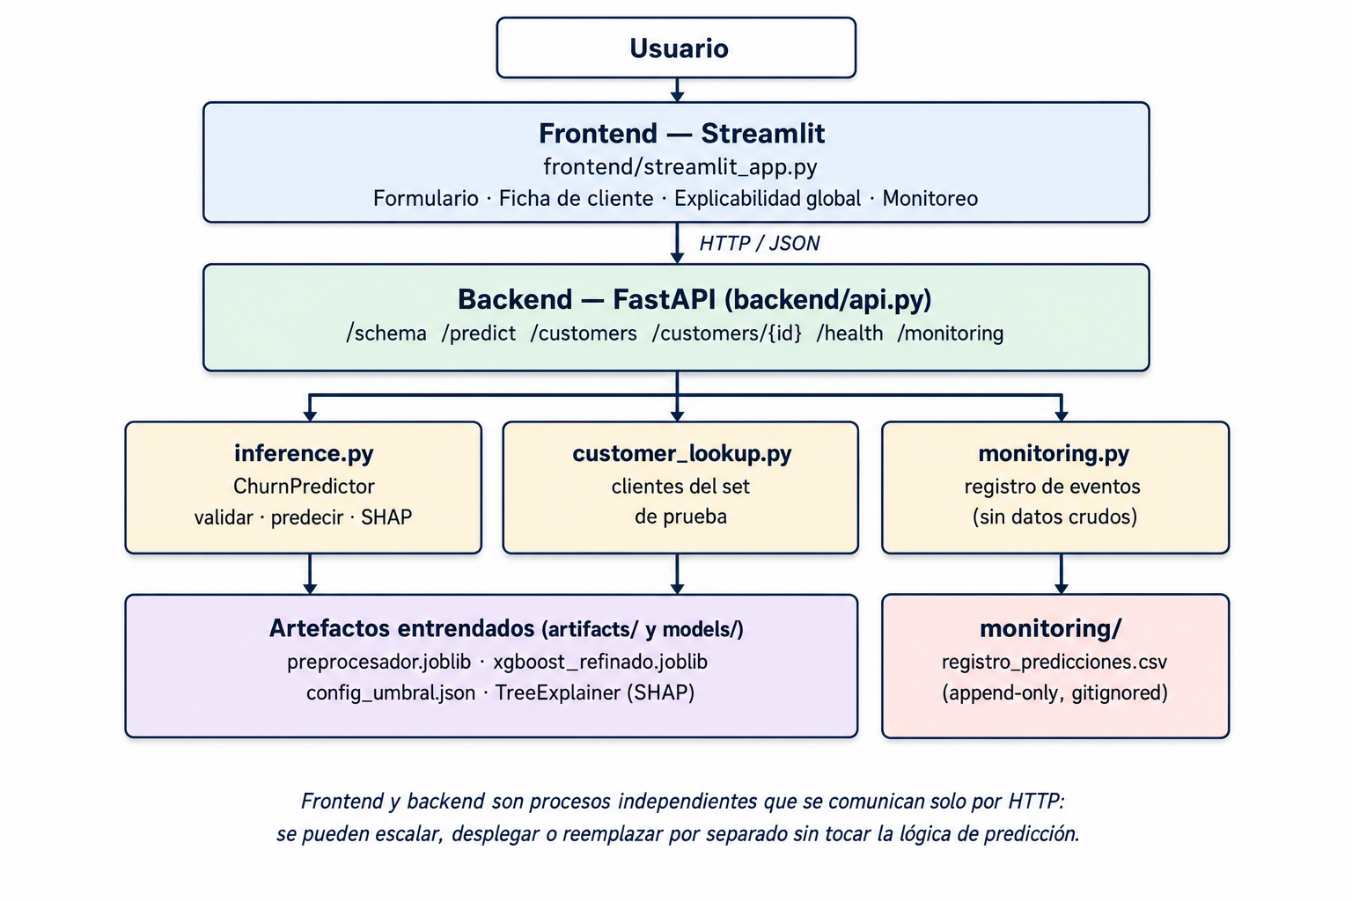 Usuario
Frontend — Streamlit
frontend/streamlit_app.py
Formulario · Ficha de cliente · Explicabilidad global · Monitoreo
HTTP / JSON
Backend — FastAPI (backend/api.py)
/schema /predict /customers /customers/{id} /health /monitoring
inference.py
ChurnPredictor
validar · predecir · SHAP
customer_lookup.py
clientes del set
de prueba
monitoring.py
registro de eventos
(sin datos crudos)
Artefactos entrendados (artifacts/ y models/)
preprocesador.joblib · xgboost_refinado.joblib
config_umbral.json · TreeExplainer (SHAP)
monitoring/
registro_predicciones.csv
(append-only, gitignored)
Frontend y backend son procesos independientes que se comunican solo por HTTP:
se pueden escalar, desplegar o reemplazar por separado sin tocar la lógica de predicción.